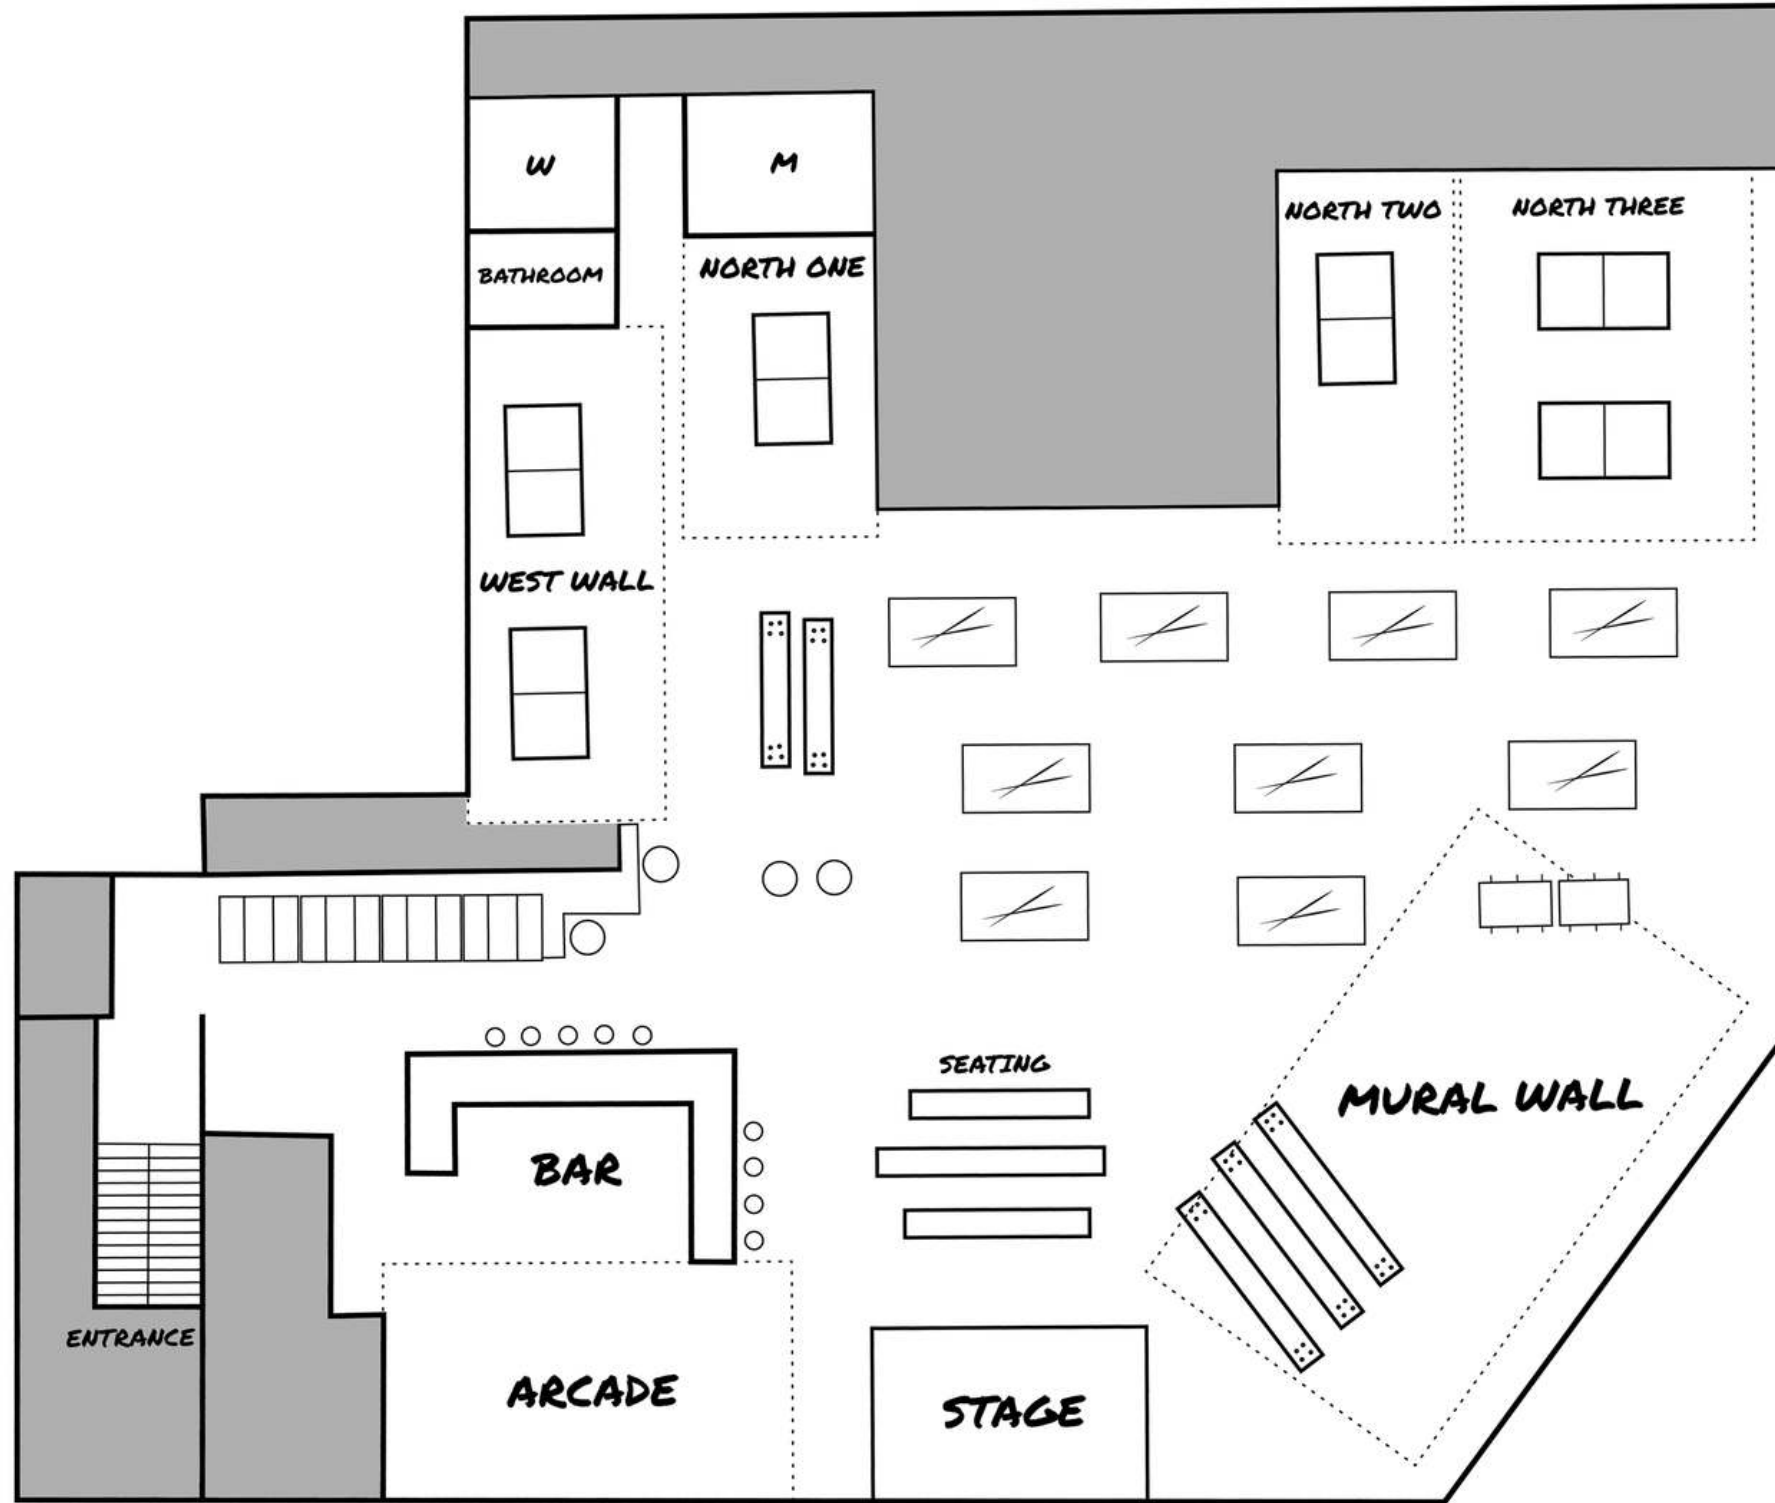 W
M
BATHROOM
NORTH ONE
NORTH TWO
NORTH THREE
WEST WALL
SEATING
MURAL WALL
BAR
ENTRANCE
ARCADE
STAGE